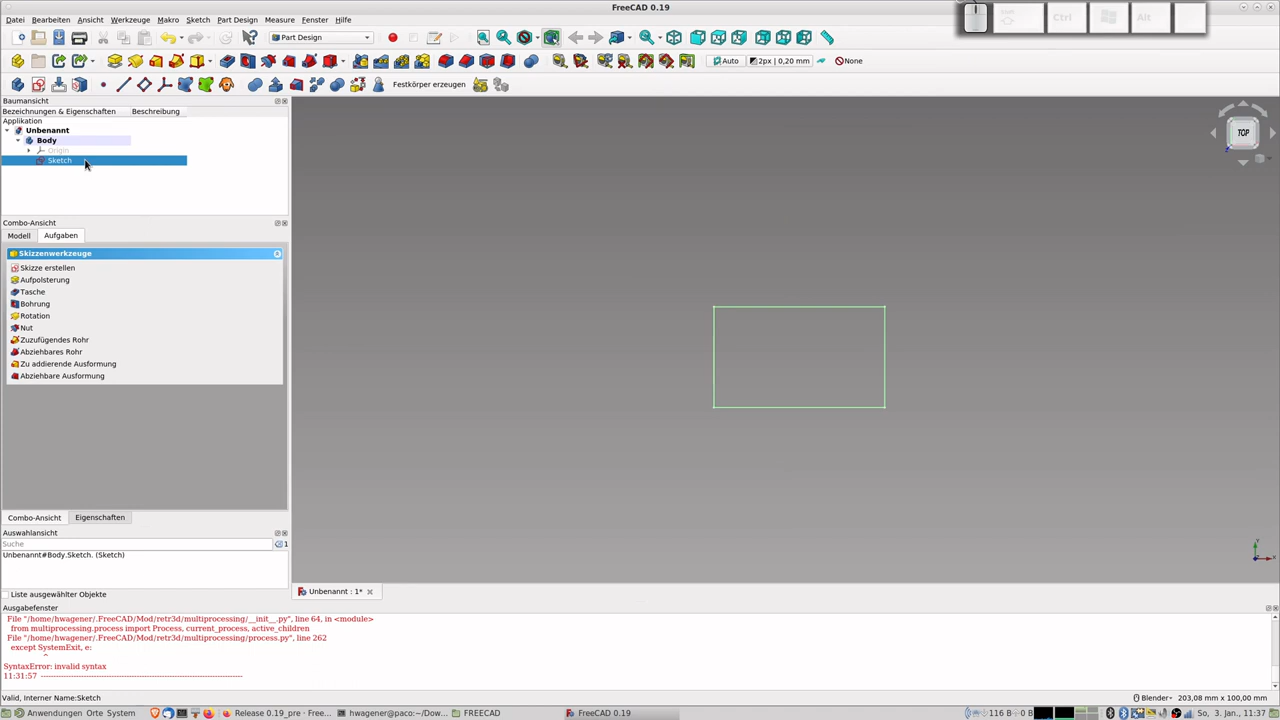 FreeCAD 0.19
Datei Bearbeiten Ansicht Werkzeuge Makro Sketch Part Design Measure Fenster Hilfe
Ctrl Alt
Part Design
Auto 2px | 0,20 mm None
Festkörper erzeugen
Baumansicht
Bezeichnungen & Eigenschaften Beschreibung
Applikation
Unbenannt
Body
Origin
Sketch
TOP
Combo-Ansicht
Modell Aufgaben
Skizzenwerkzeuge
Skizze erstellen
Aufpolsterung
Tasche
Bohrung
Rotation
Nut
Zuzufügendes Rohr
Abziehbares Rohr
Zu addierende Ausformung
Abziehbare Ausformung
Combo-Ansicht Eigenschaften
Auswahlansicht
Suche 1
Unbenannt#Body.Sketch. (Sketch)
Y
X
Unbenannt : 1*
Liste ausgewählter Objekte
Ausgabefenster
File "/home/hwagener/.FreeCAD/Mod/retr3d/multiprocessing/__init__.py", line 64, in <module>
from multiprocessing.process import Process, current_process, active_children
File "/home/hwagener/.FreeCAD/Mod/retr3d/multiprocessing/process.py", line 262
except SystemExit, e:
^
SyntaxError: invalid syntax
11:31:57 --------------------------------------------------------------------------------
Valid, Interner Name:Sketch
Blender 203,08 mm x 100,00 mm
Anwendungen Orte System Release 0.19_pre · Free... hwagener@paco:~/Dow... FREECAD FreeCAD 0.19 116 B 0 B So, 3. Jan., 11:37